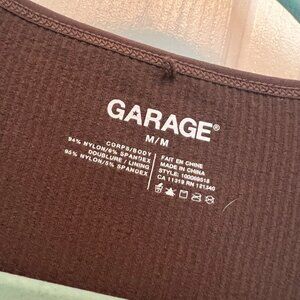 GARAGE®
M/M
CORPS/BODY
94% NYLON/6% SPANDEX
DOUBLURE / LINING
95% NYLON/5% SPANDEX
FAIT EN CHINE
MADE IN CHINA
STYLE: 100069618
CA 11319 RN 121340